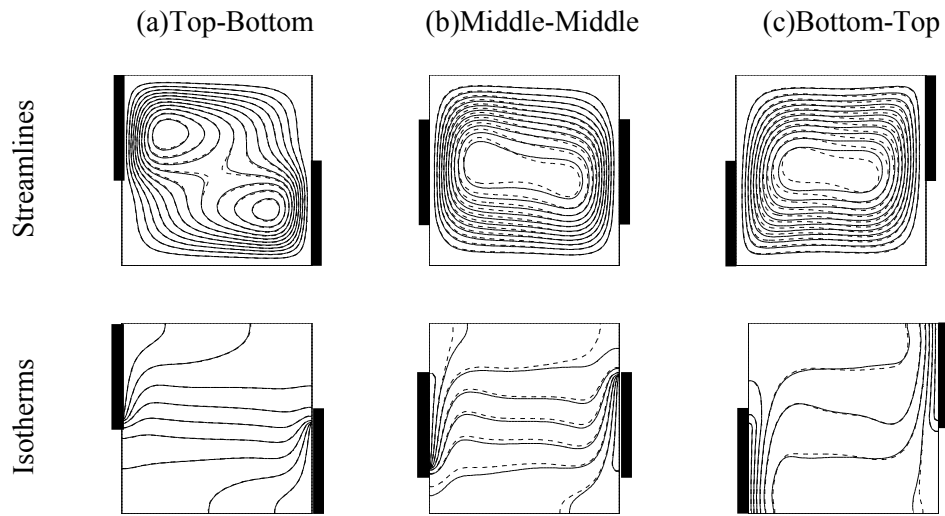 (a)Top-Bottom
(b)Middle-Middle
(c)Bottom-Top
Streamlines
Isotherms